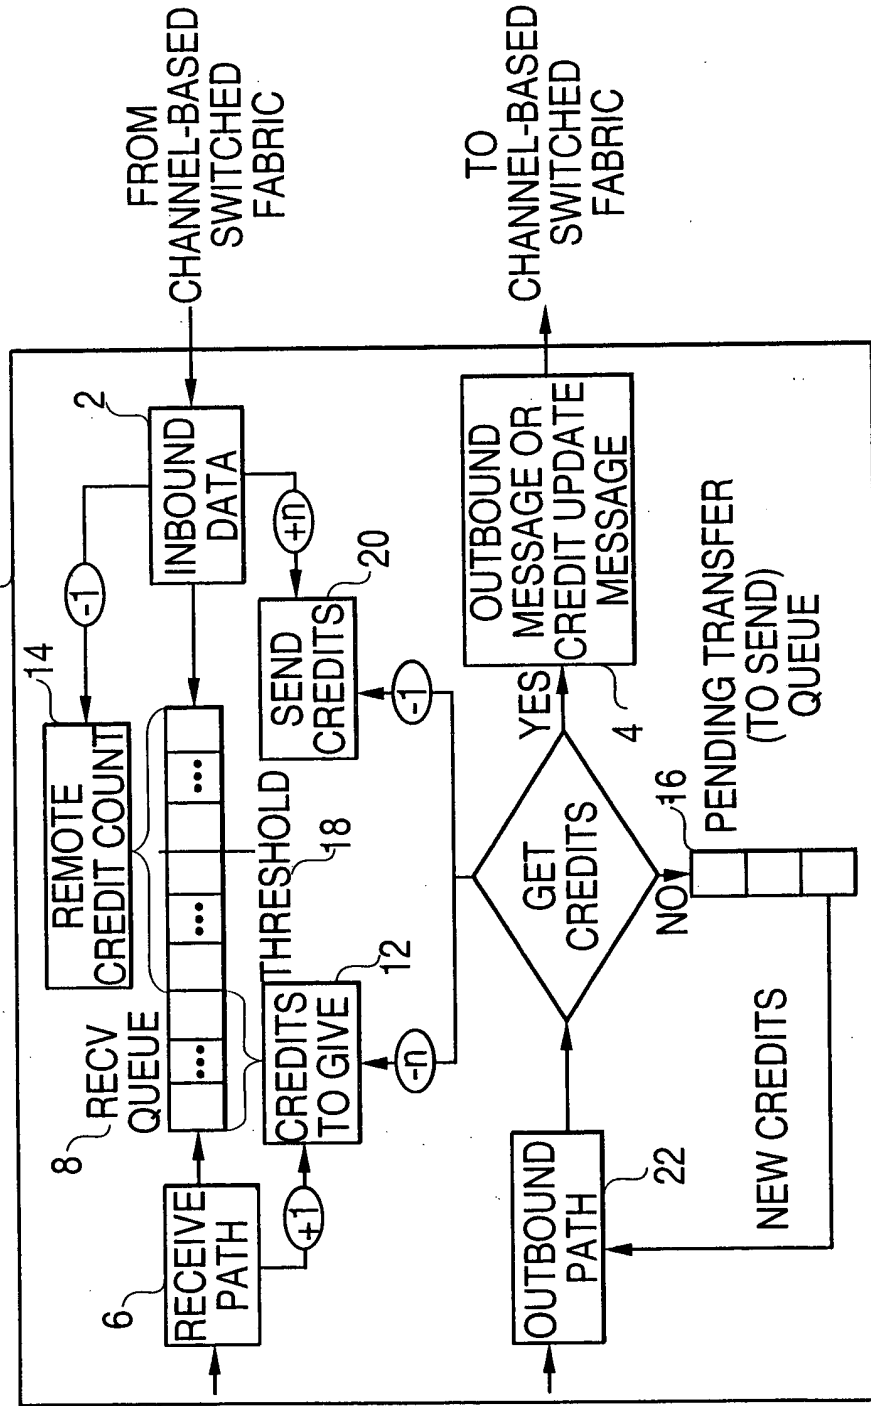 FROM
CHANNEL-BASED
SWITCHED
FABRIC
TO
CHANNEL-BASED
SWITCHED
FABRIC
2
INBOUND
DATA
-1
+n
14
REMOTE
CREDIT COUNT
20
SEND
CREDITS
8
RECV
QUEUE
...
...
...
THRESHOLD
18
12
CREDITS
TO GIVE
6
RECEIVE
PATH
+1
-n
-1
OUTBOUND
MESSAGE OR
CREDIT UPDATE
MESSAGE
4
YES
GET
CREDITS
NO
16
PENDING TRANSFER
(TO SEND)
QUEUE
OUTBOUND
PATH
22
NEW CREDITS